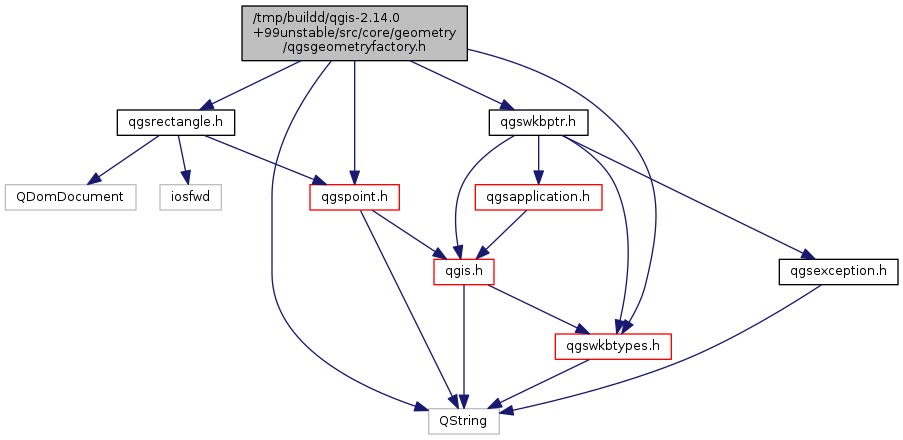 /tmp/buildd/qgis-2.14.0
+99unstable/src/core/geometry
/qgsgeometryfactory.h
qgsrectangle.h
qgswkbptr.h
QDomDocument
iosfwd
qgspoint.h
qgsapplication.h
qgis.h
qgsexception.h
qgswkbtypes.h
QString